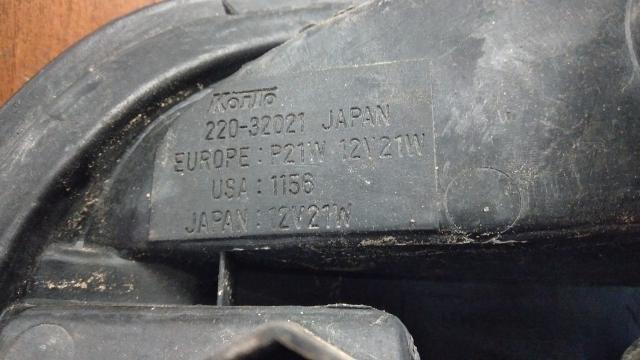 KOITO
220-32021 JAPAN
EUROPE : P21W 12V21W
USA : 1156
JAPAN : 12V21W